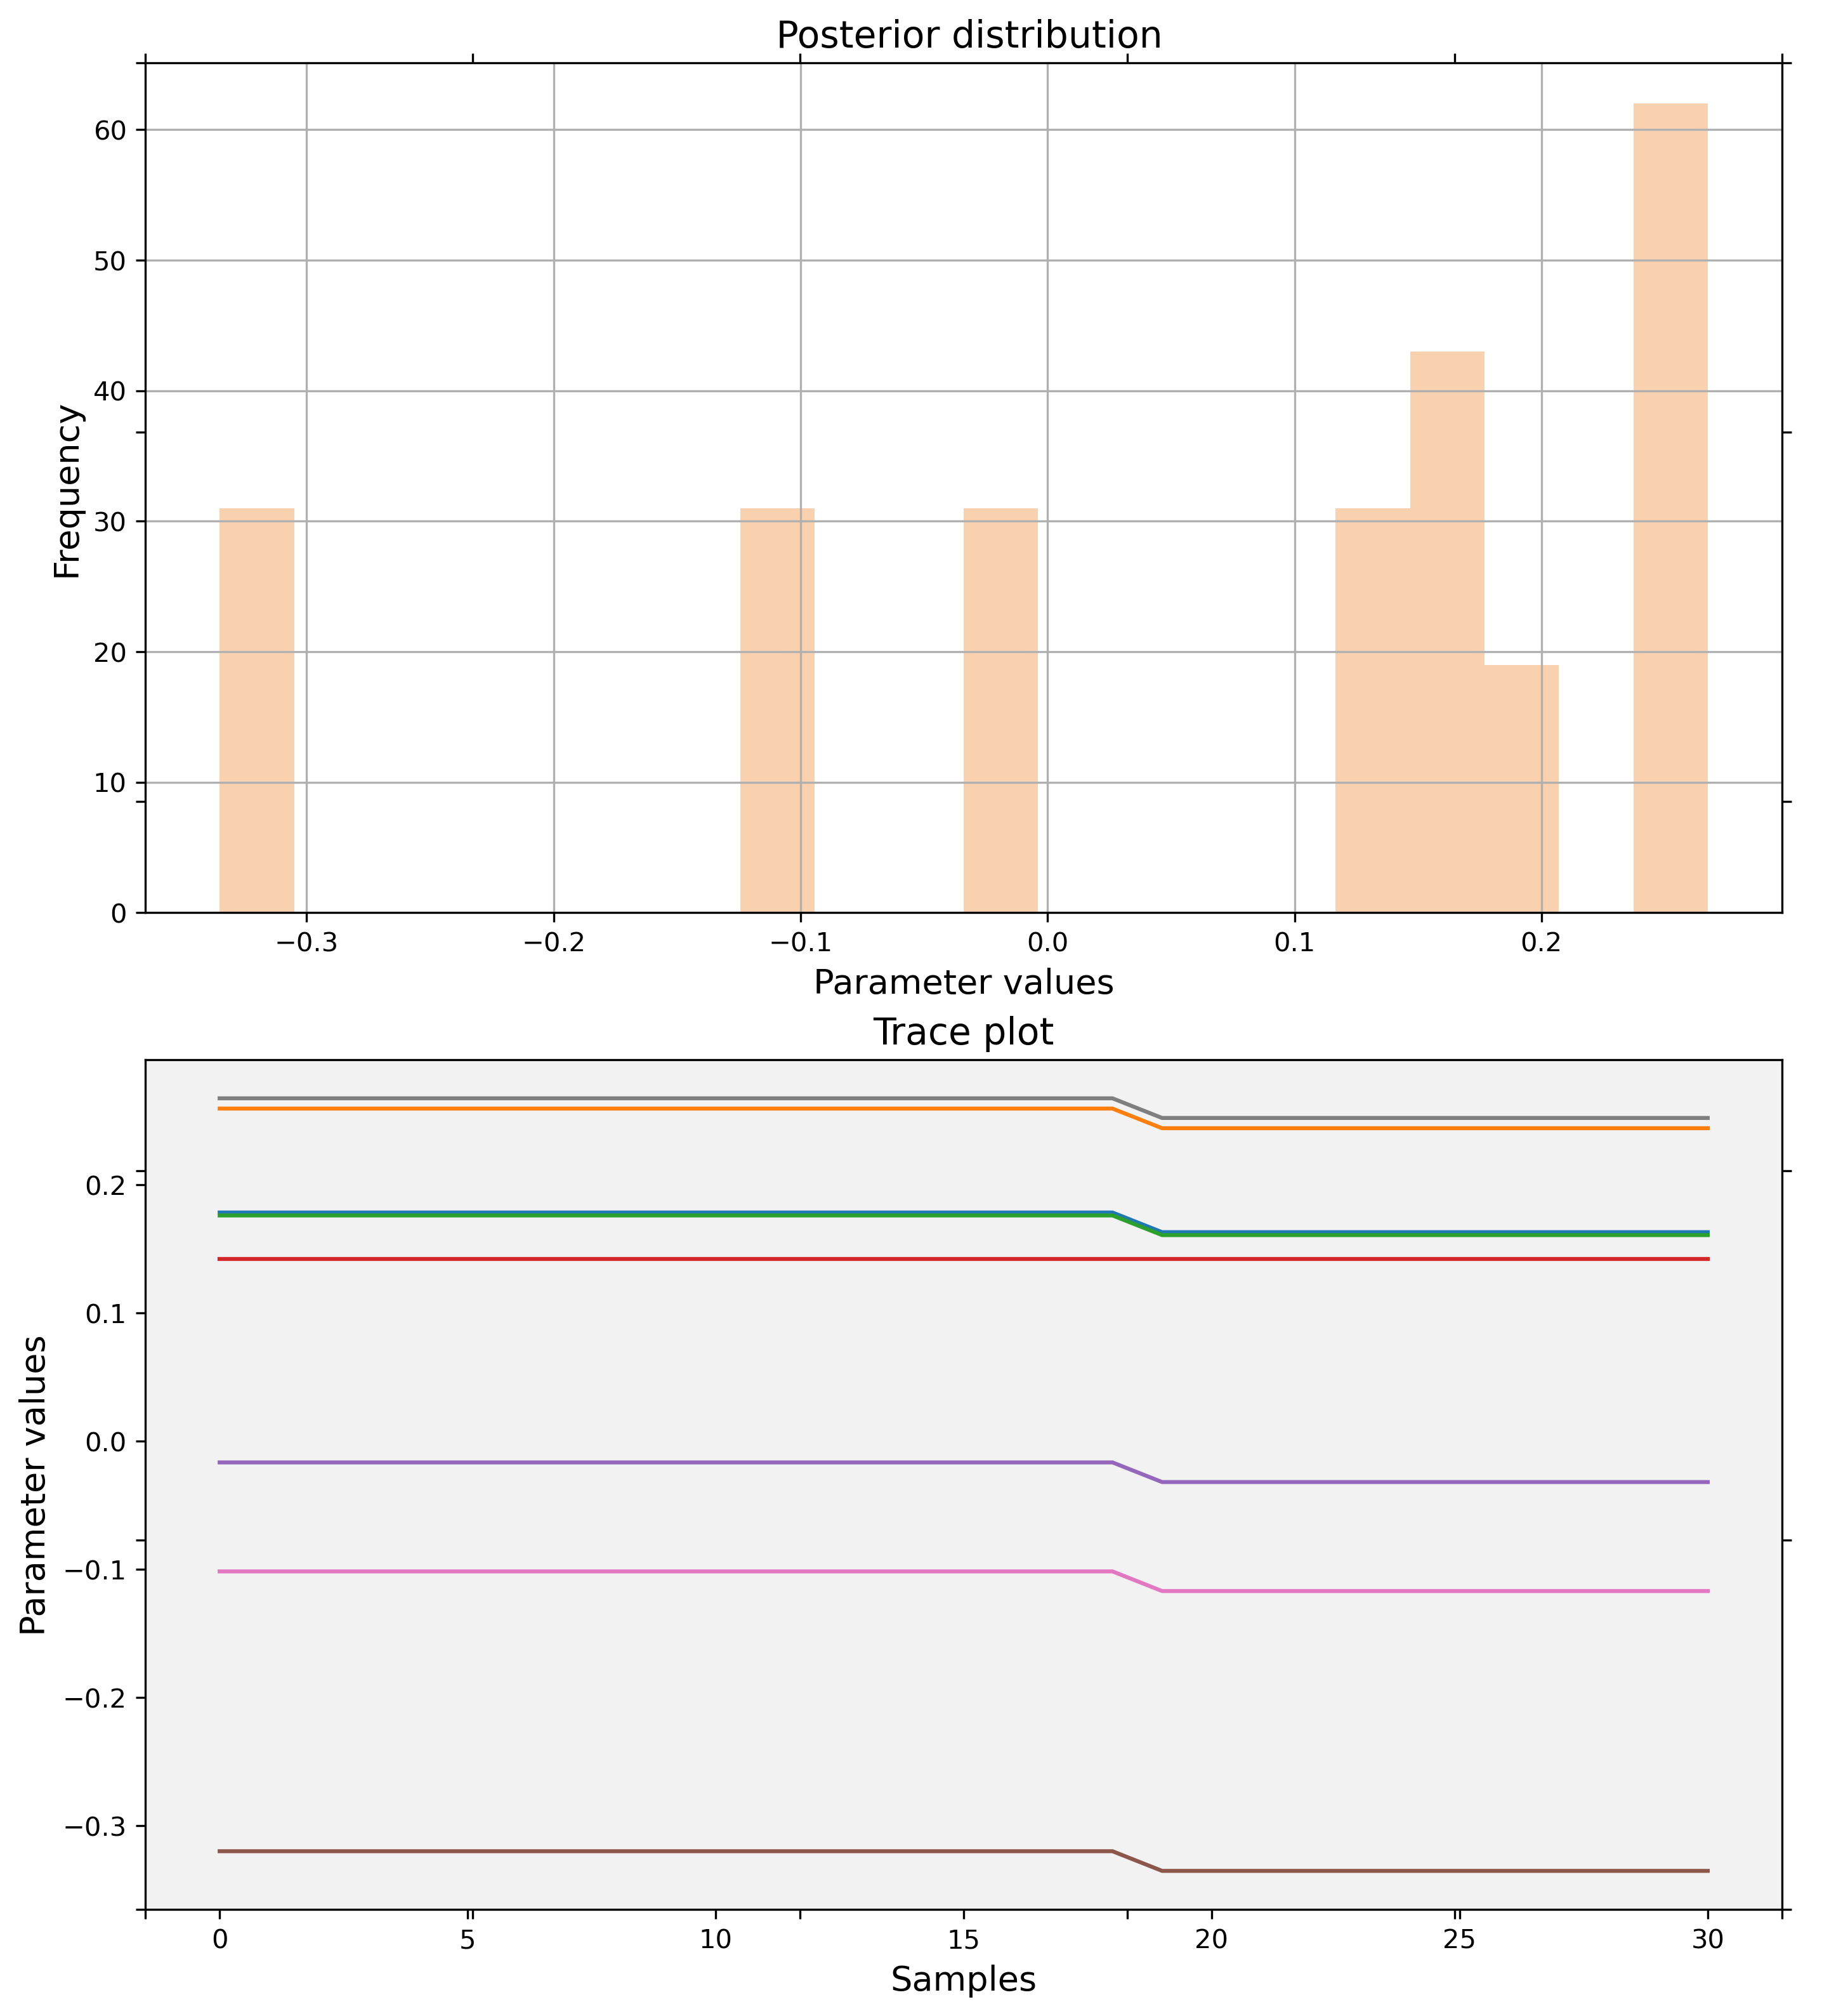 Posterior distribution
60
50
40
30
20
10
0
Frequency
−0.3 −0.2 −0.1 0.0 0.1 0.2
Parameter values
Trace plot
0.2
0.1
0.0
−0.1
−0.2
−0.3
Parameter values
0 5 10 15 20 25 30
Samples